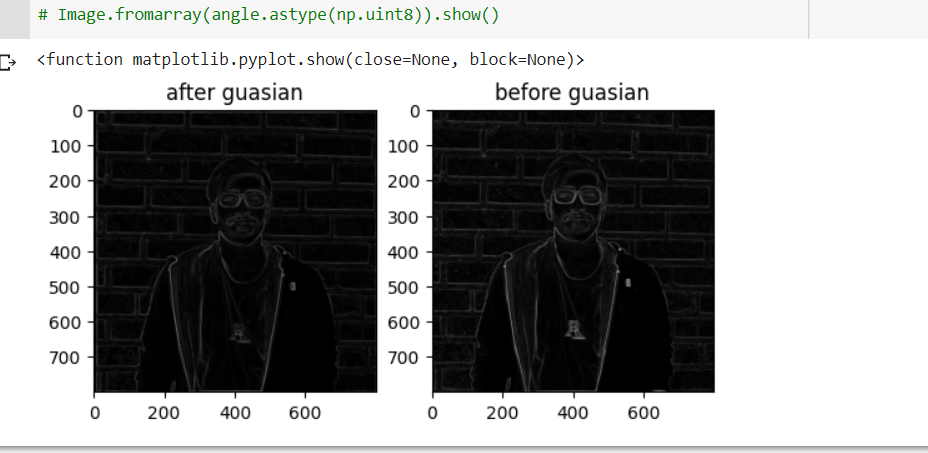 # Image.fromarray(angle.astype(np.uint8)).show()
<function matplotlib.pyplot.show(close=None, block=None)>
after guasian
before guasian
0
100
200
300
400
500
600
700
0 200 400 600
0
100
200
300
400
500
600
700
0 200 400 600